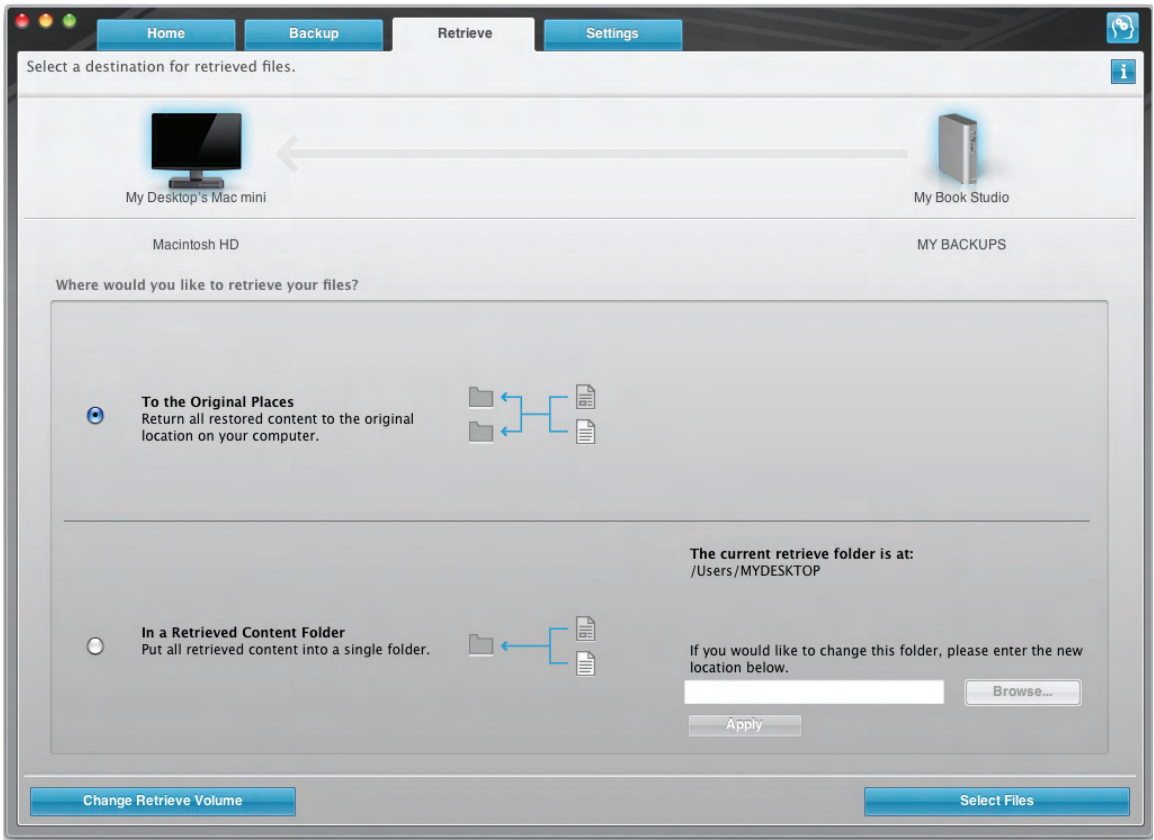 Home Backup Retrieve Settings
Select a destination for retrieved files.
i
My Desktop's Mac mini My Book Studio
Macintosh HD MY BACKUPS
Where would you like to retrieve your files?
To the Original Places
Return all restored content to the original
location on your computer.
The current retrieve folder is at:
/Users/MYDESKTOP
In a Retrieved Content Folder
Put all retrieved content into a single folder.
If you would like to change this folder, please enter the new
location below.
Browse...
Apply
Change Retrieve Volume Select Files